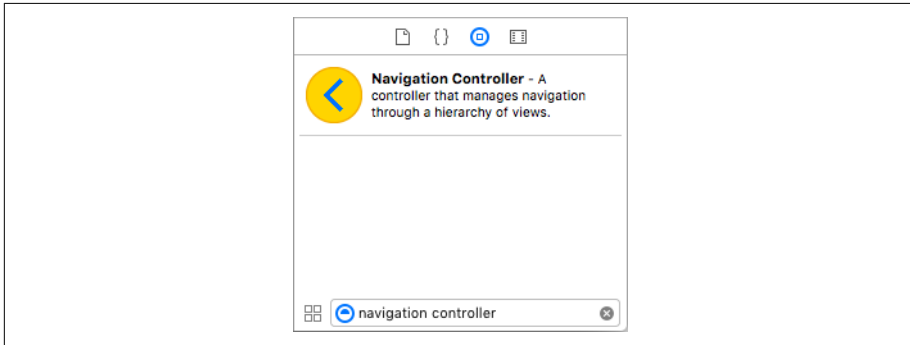 {}
Navigation Controller - A
controller that manages navigation
through a hierarchy of views.
navigation controller